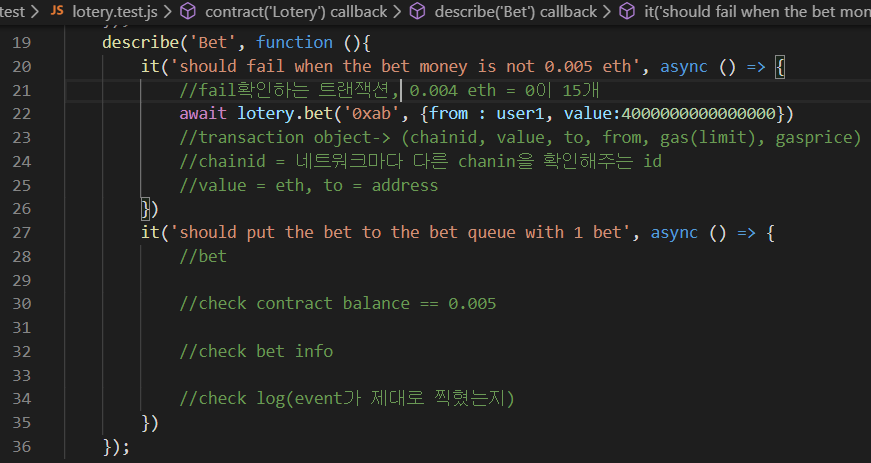 test > JS lotery.test.js > contract('Lotery') callback > describe('Bet') callback > it('should fail when the bet mon
19 describe('Bet', function (){
20 it('should fail when the bet money is not 0.005 eth', async () => {
21 //fail확인하는 트랜잭션, 0.004 eth = 0이 15개
22 await lotery.bet('0xab', {from : user1, value:4000000000000000})
23 //transaction object-> (chainid, value, to, from, gas(limit), gasprice)
24 //chainid = 네트워크마다 다른 chanin을 확인해주는 id
25 //value = eth, to = address
26 })
27 it('should put the bet to the bet queue with 1 bet', async () => {
28 //bet
29
30 //check contract balance == 0.005
31
32 //check bet info
33
34 //check log(event가 제대로 찍혔는지)
35 })
36 });